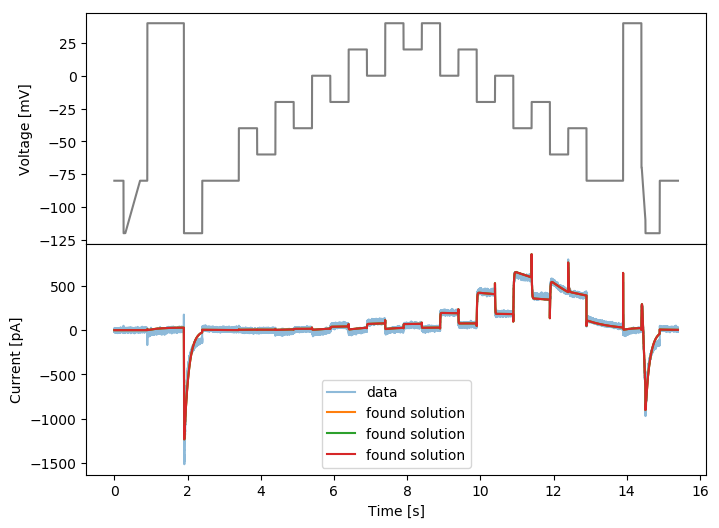 Voltage [mV]
25
0
−25
−50
−75
−100
−125
Current [pA]
500
0
−500
−1000
−1500
data
found solution
found solution
found solution
0 2 4 6 8 10 12 14 16
Time [s]